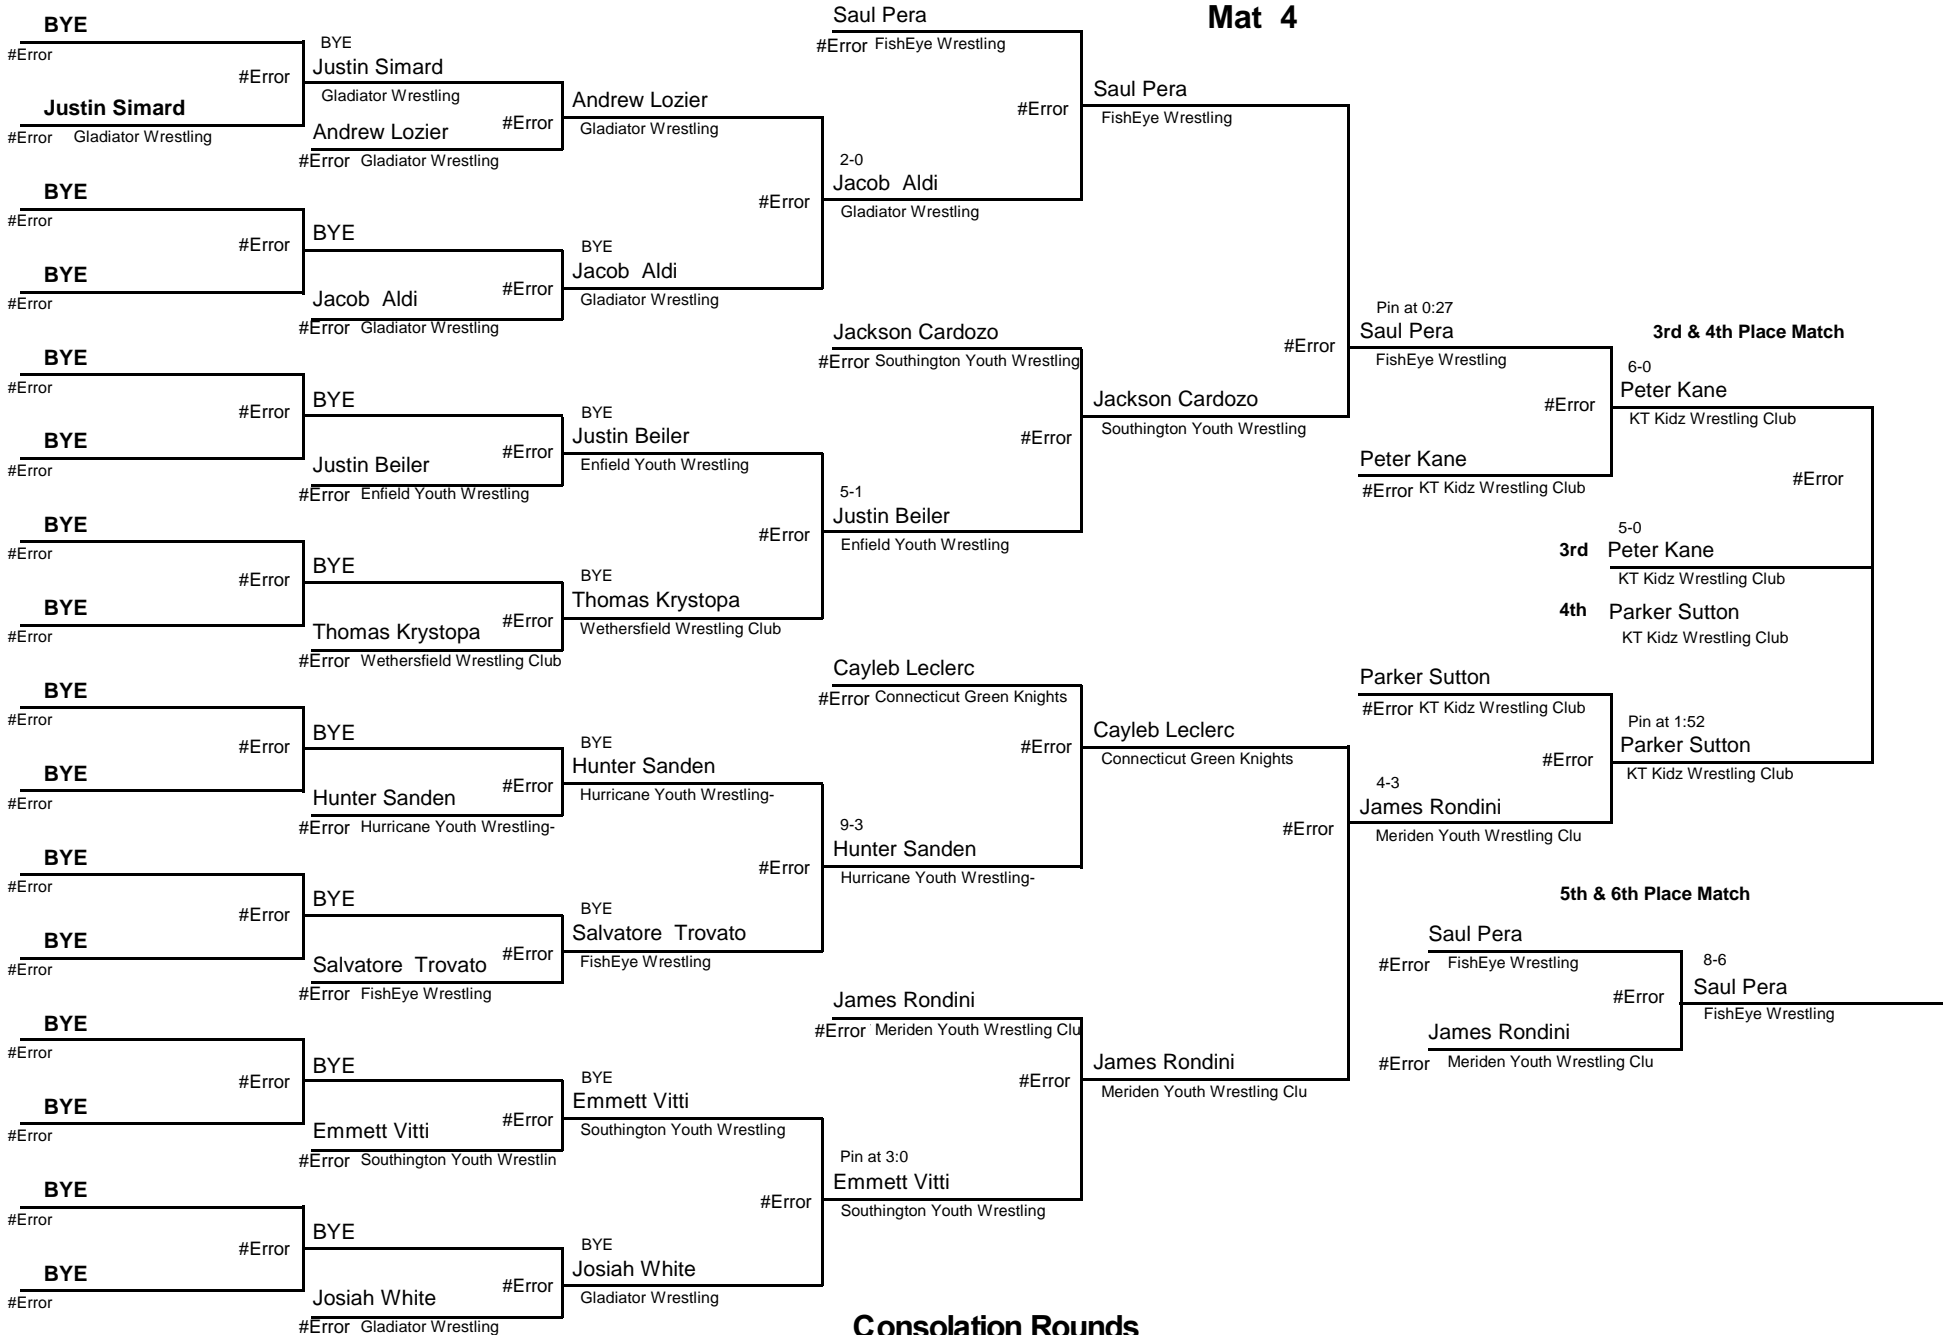 Mat 4
BYE
#Error
#Error
Justin Simard
#Error Gladiator Wrestling
BYE
#Error
#Error
BYE
#Error
BYE
#Error
#Error
BYE
#Error
BYE
#Error
#Error
BYE
#Error
BYE
#Error
#Error
BYE
#Error
BYE
#Error
#Error
BYE
#Error
BYE
#Error
#Error
BYE
#Error
BYE
#Error
#Error
BYE
#Error
BYE
Justin Simard
Gladiator Wrestling
#Error
Andrew Lozier
#Error Gladiator Wrestling
BYE
#Error
Jacob Aldi
#Error Gladiator Wrestling
BYE
#Error
Justin Beiler
#Error Enfield Youth Wrestling
BYE
#Error
Thomas Krystopa
#Error Wethersfield Wrestling Club
BYE
#Error
Hunter Sanden
#Error Hurricane Youth Wrestling-
BYE
#Error
Salvatore Trovato
#Error FishEye Wrestling
BYE
#Error
Emmett Vitti
#Error Southington Youth Wrestlin
BYE
#Error
Josiah White
#Error Gladiator Wrestling
Andrew Lozier
Gladiator Wrestling
#Error
BYE
Jacob Aldi
Gladiator Wrestling
BYE
Justin Beiler
Enfield Youth Wrestling
#Error
BYE
Thomas Krystopa
Wethersfield Wrestling Club
BYE
Hunter Sanden
Hurricane Youth Wrestling-
#Error
BYE
Salvatore Trovato
FishEye Wrestling
BYE
Emmett Vitti
Southington Youth Wrestling
#Error
BYE
Josiah White
Gladiator Wrestling
Saul Pera
#Error FishEye Wrestling
#Error
2-0
Jacob Aldi
Gladiator Wrestling
Jackson Cardozo
#Error Southington Youth Wrestling
#Error
5-1
Justin Beiler
Enfield Youth Wrestling
Cayleb Leclerc
#Error Connecticut Green Knights
#Error
9-3
Hunter Sanden
Hurricane Youth Wrestling-
James Rondini
#Error Meriden Youth Wrestling Clu
#Error
Pin at 3:0
Emmett Vitti
Southington Youth Wrestling
Saul Pera
FishEye Wrestling
#Error
Jackson Cardozo
Southington Youth Wrestling
Cayleb Leclerc
Connecticut Green Knights
#Error
James Rondini
Meriden Youth Wrestling Clu
Pin at 0:27
Saul Pera
FishEye Wrestling
#Error
Peter Kane
#Error KT Kidz Wrestling Club
Parker Sutton
#Error KT Kidz Wrestling Club
#Error
4-3
James Rondini
Meriden Youth Wrestling Clu
3rd & 4th Place Match
6-0
Peter Kane
KT Kidz Wrestling Club
#Error
5-0
3rd Peter Kane
KT Kidz Wrestling Club
4th Parker Sutton
KT Kidz Wrestling Club
Pin at 1:52
Parker Sutton
KT Kidz Wrestling Club
5th & 6th Place Match
Saul Pera
#Error FishEye Wrestling
#Error
James Rondini
#Error Meriden Youth Wrestling Clu
8-6
Saul Pera
FishEye Wrestling
Consolation Rounds